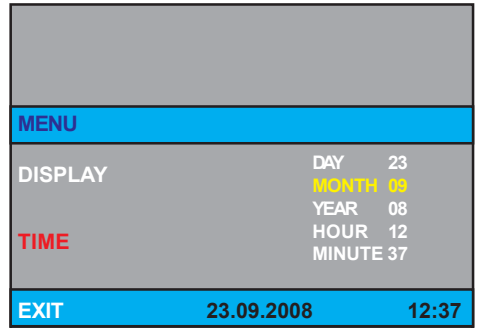 MENU
DISPLAY
TIME
DAY 23
MONTH 09
YEAR 08
HOUR 12
MINUTE 37
EXIT 23.09.2008 12:37